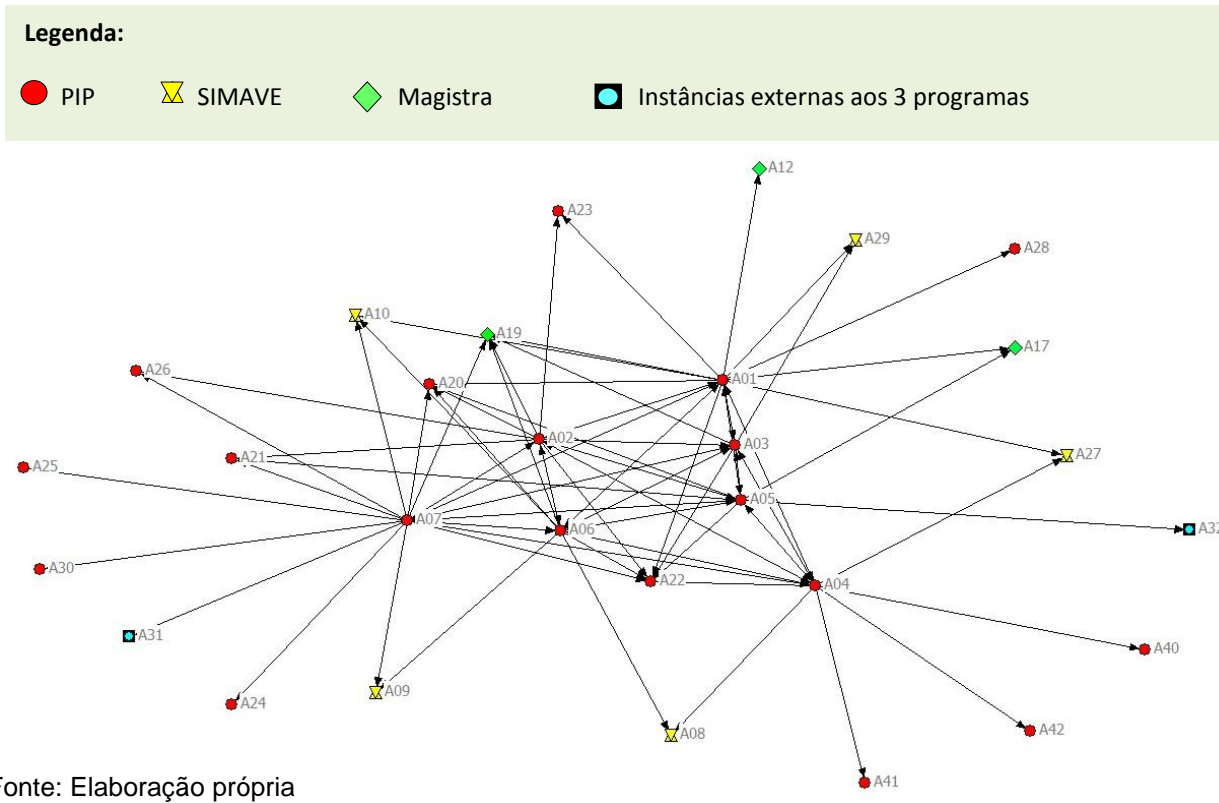 Legenda:
PIP SIMAVE Magistra Instâncias externas aos 3 programas
A12
A23
A29
A28
A10
A19
A17
A26
A20
A01
A02
A03
A21
A27
A25
A05
A07
A06
A32
A30
A22
A04
A31
A40
A24
A09
A42
A08
A41
Fonte: Elaboração própria